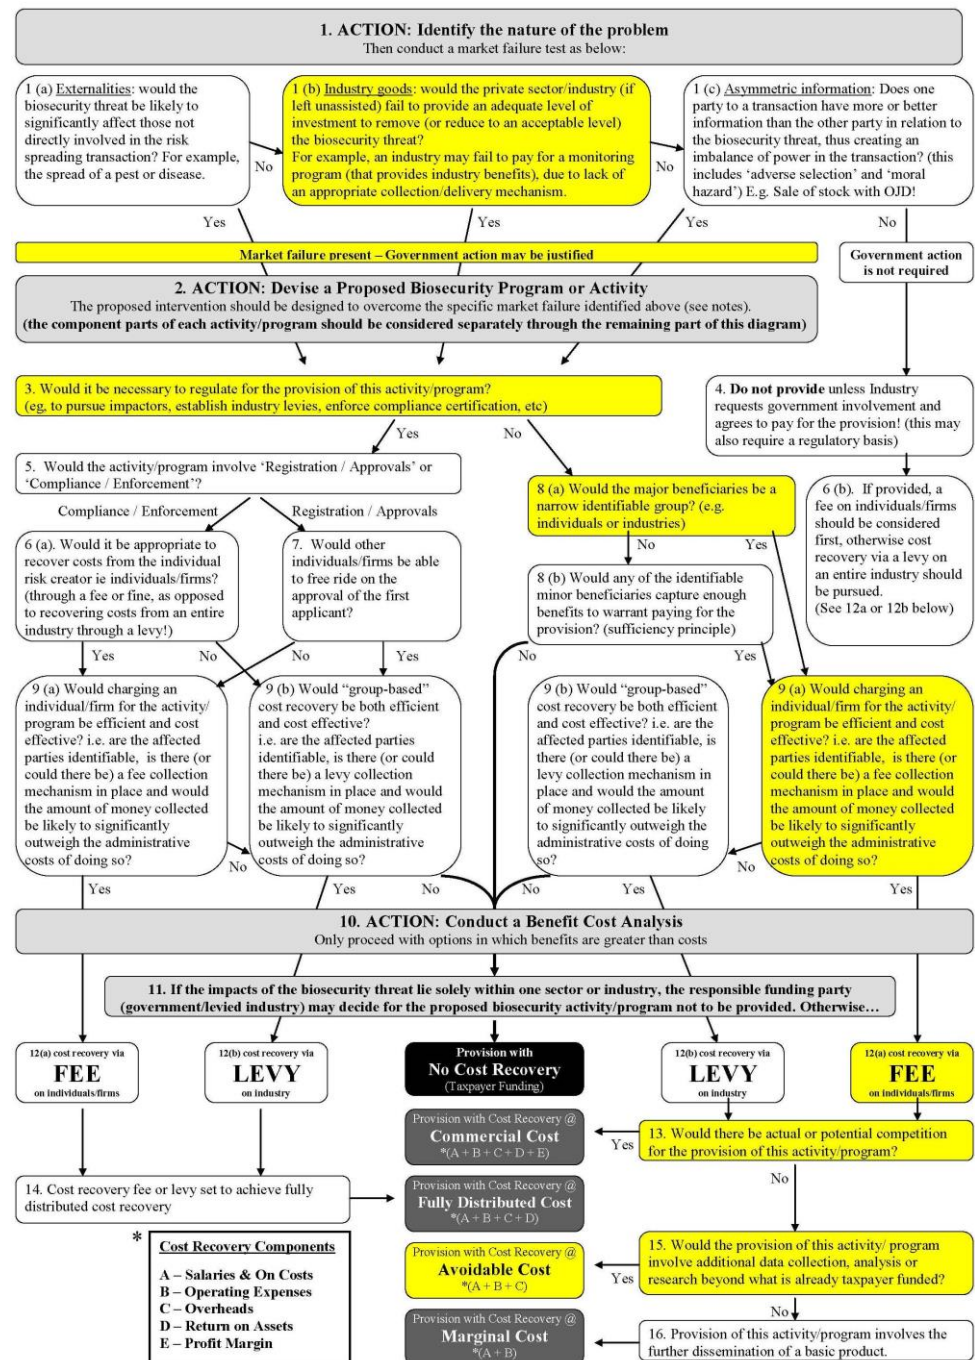 1. ACTION: Identify the nature of the problem
Then conduct a market failure test as below:
1 (a) Externalities: would the
biosecurity threat be likely to
significantly affect those not
directly involved in the risk
spreading transaction? For example,
the spread of a pest or disease.
No
1 (b) Industry goods: would the private sector/industry (if
left unassisted) fail to provide an adequate level of
investment to remove (or reduce to an acceptable level)
the biosecurity threat?
For example, an industry may fail to pay for a monitoring
program (that provides industry benefits), due to lack of
an appropriate collection/delivery mechanism.
No
1 (c) Asymmetric information: Does one
party to a transaction have more or better
information than the other party in relation to
the biosecurity threat, thus creating an
imbalance of power in the transaction? (this
includes ‘adverse selection’ and ‘moral
hazard’) E.g. Sale of stock with OJD!
Yes
Yes
Yes
No
Market failure present – Government action may be justified
Government action
is not required
2. ACTION: Devise a Proposed Biosecurity Program or Activity
The proposed intervention should be designed to overcome the specific market failure identified above (see notes).
(the component parts of each activity/program should be considered separately through the remaining part of this diagram)
3. Would it be necessary to regulate for the provision of this activity/program?
(eg, to pursue impactors, establish industry levies, enforce compliance certification, etc)
Yes
No
4. Do not provide unless Industry
requests government involvement and
agrees to pay for the provision! (this may
also require a regulatory basis)
5. Would the activity/program involve ‘Registration / Approvals’ or
‘Compliance / Enforcement’?
Compliance / Enforcement
Registration / Approvals
6 (a). Would it be appropriate to
recover costs from the individual
risk creator ie individuals/firms?
(through a fee or fine, as opposed
to recovering costs from an entire
industry through a levy!)
7. Would other
individuals/firms be able
to free ride on the
approval of the first
applicant?
8 (a) Would the major beneficiaries be a
narrow identifiable group? (e.g.
individuals or industries)
No
Yes
8 (b) Would any of the identifiable
minor beneficiaries capture enough
benefits to warrant paying for the
provision? (sufficiency principle)
6 (b). If provided, a
fee on individuals/firms
should be considered
first, otherwise cost
recovery via a levy on
an entire industry should
be pursued.
(See 12a or 12b below)
Yes
No
No
Yes
No
Yes
9 (a) Would charging an
individual/firm for the activity/
program be efficient and cost
effective? i.e. are the affected
parties identifiable, is there (or
could there be) a fee collection
mechanism in place and would
the amount of money collected
be likely to significantly
outweigh the administrative
costs of doing so?
No
Yes
9 (b) Would “group-based”
cost recovery be both efficient
and cost effective?
i.e. are the affected parties
identifiable, is there (or could
there be) a levy collection
mechanism in place and would
the amount of money collected
be likely to significantly
outweigh the administrative
costs of doing so?
Yes
No
9 (b) Would “group-based”
cost recovery be both efficient
and cost effective? i.e. are the
affected parties identifiable, is
there (or could there be) a
levy collection mechanism in
place and would the amount
of money collected be likely
to significantly outweigh the
administrative costs of doing
so?
No
Yes
9 (a) Would charging an
individual/firm for the activity/
program be efficient and cost
effective? i.e. are the affected
parties identifiable, is there (or
could there be) a fee collection
mechanism in place and would
the amount of money collected
be likely to significantly
outweigh the administrative
costs of doing so?
No
Yes
10. ACTION: Conduct a Benefit Cost Analysis
Only proceed with options in which benefits are greater than costs
11. If the impacts of the biosecurity threat lie solely within one sector or industry, the responsible funding party
(government/levied industry) may decide for the proposed biosecurity activity/program not to be provided. Otherwise…
12(a) cost recovery via
FEE
on individuals/firms
12(b) cost recovery via
LEVY
on industry
Provision with
No Cost Recovery
(Taxpayer Funding)
12(b) cost recovery via
LEVY
on industry
12(a) cost recovery via
FEE
on individuals/firms
Provision with Cost Recovery @
Commercial Cost
*(A + B + C + D + E)
Yes
13. Would there be actual or potential competition
for the provision of this activity/program?
No
14. Cost recovery fee or levy set to achieve fully
distributed cost recovery
Provision with Cost Recovery @
Fully Distributed Cost
*(A + B + C + D)
*
Cost Recovery Components
A – Salaries & On Costs
B – Operating Expenses
C – Overheads
D – Return on Assets
E – Profit Margin
Provision with Cost Recovery @
Avoidable Cost
*(A + B + C)
Yes
15. Would the provision of this activity/ program
involve additional data collection, analysis or
or research beyond what is already taxpayer funded?
No
Provision with Cost Recovery @
Marginal Cost
*(A + B)
16. Provision of this activity/program involves the
further dissemination of a basic product.